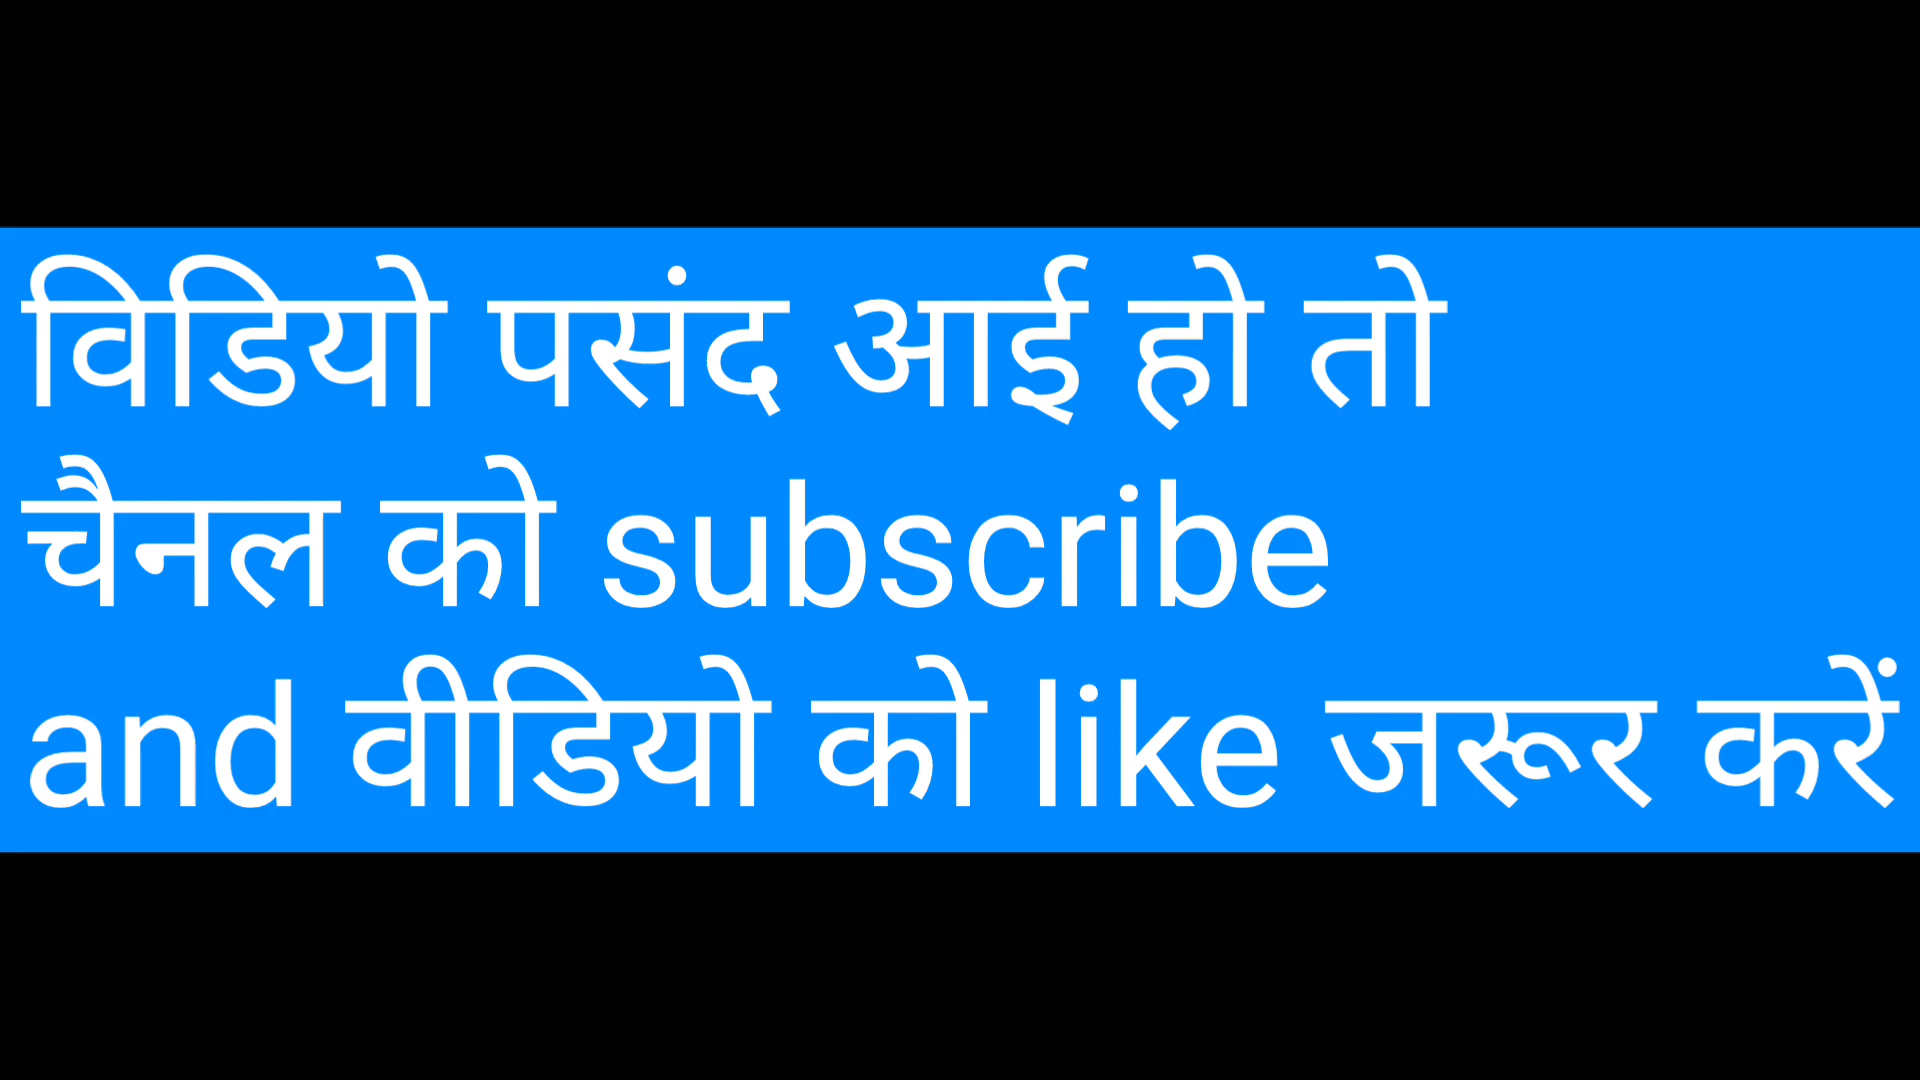 विडियो पसंद आई हो तो
चैनल को subscribe
and वीडियो को like जरूर करें